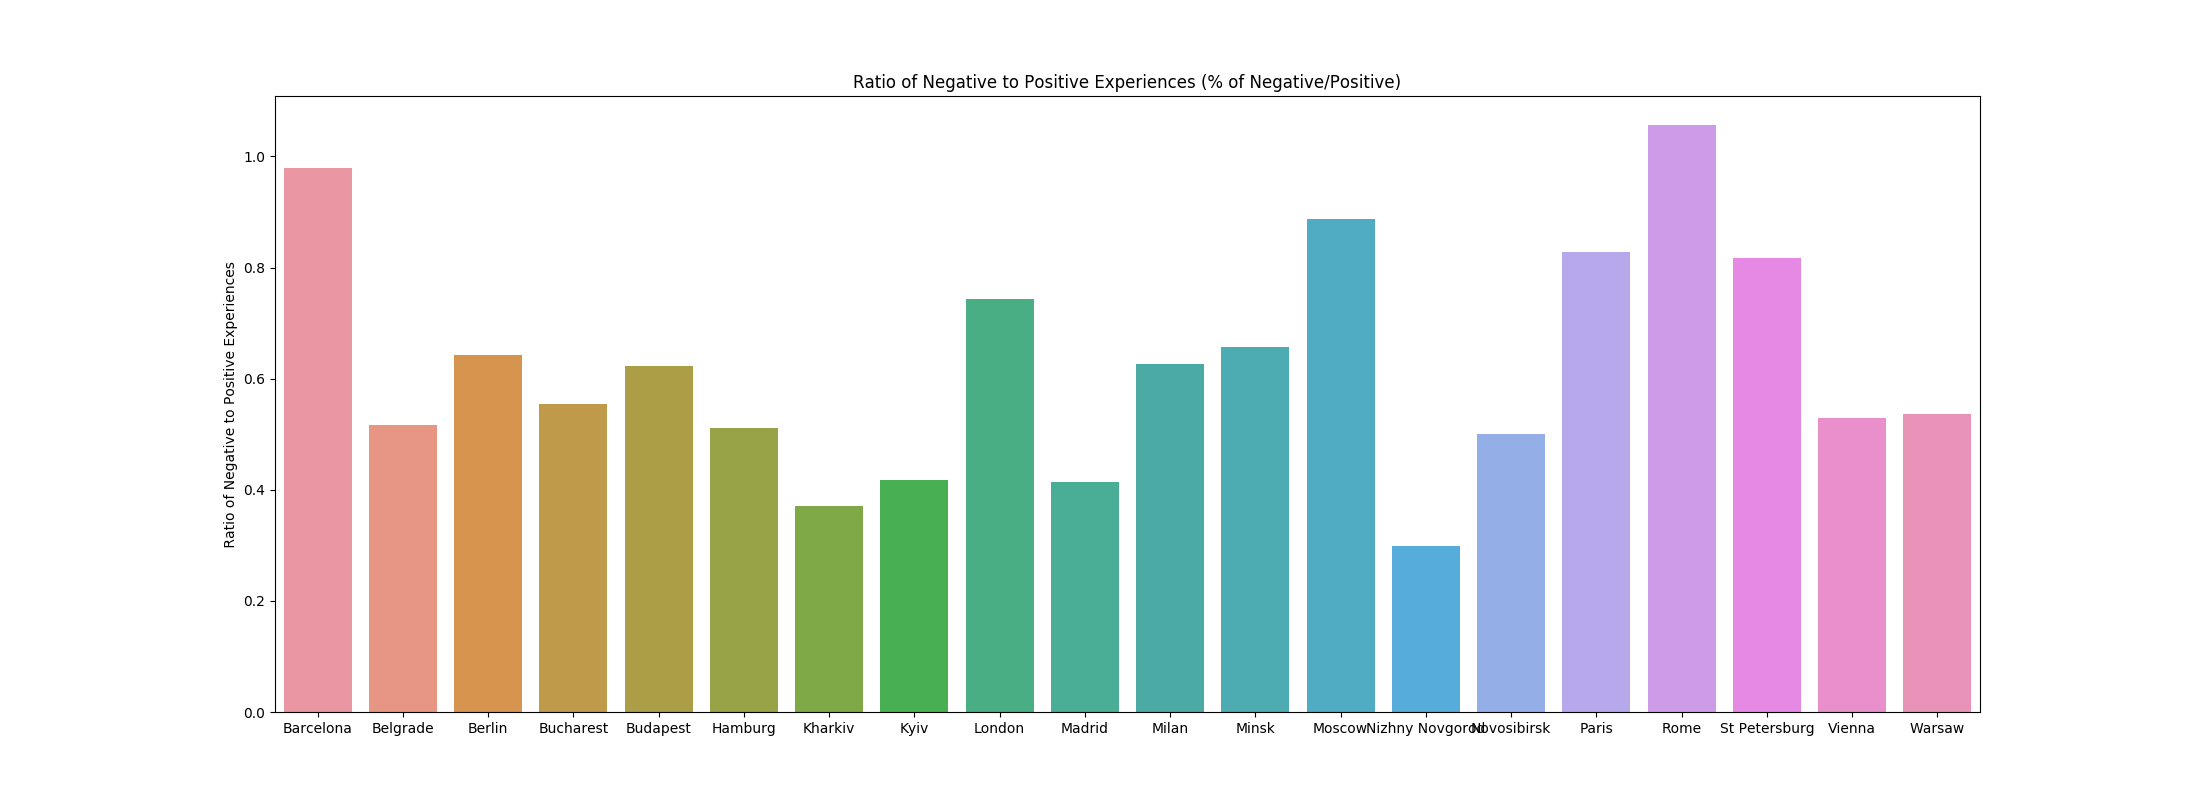 Ratio of Negative to Positive Experiences (% of Negative/Positive)
Ratio of Negative to Positive Experiences
1.0
0.8
0.6
0.4
0.2
0.0
Barcelona Belgrade Berlin Bucharest Budapest Hamburg Kharkiv Kyiv London Madrid Milan Minsk Moscow Nizhny Novgorod Novosibirsk Paris Rome St Petersburg Vienna Warsaw